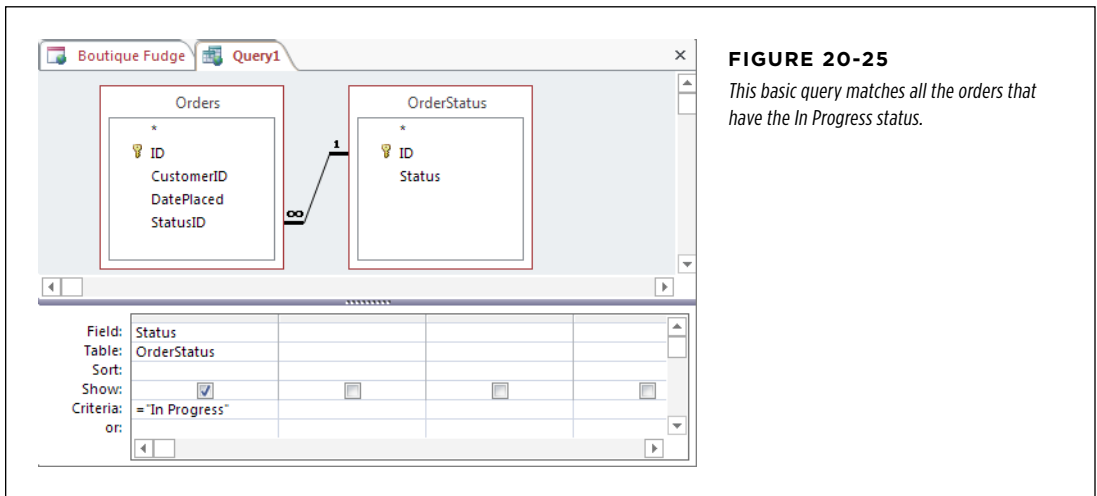 Boutique Fudge
Query1
FIGURE 20-25
This basic query matches all the orders that
have the In Progress status.
Orders
*
ID
CustomerID
DatePlaced
StatusID
∞
1
OrderStatus
*
ID
Status
Field: Status
Table: OrderStatus
Sort:
Show:
Criteria: ="In Progress"
or: